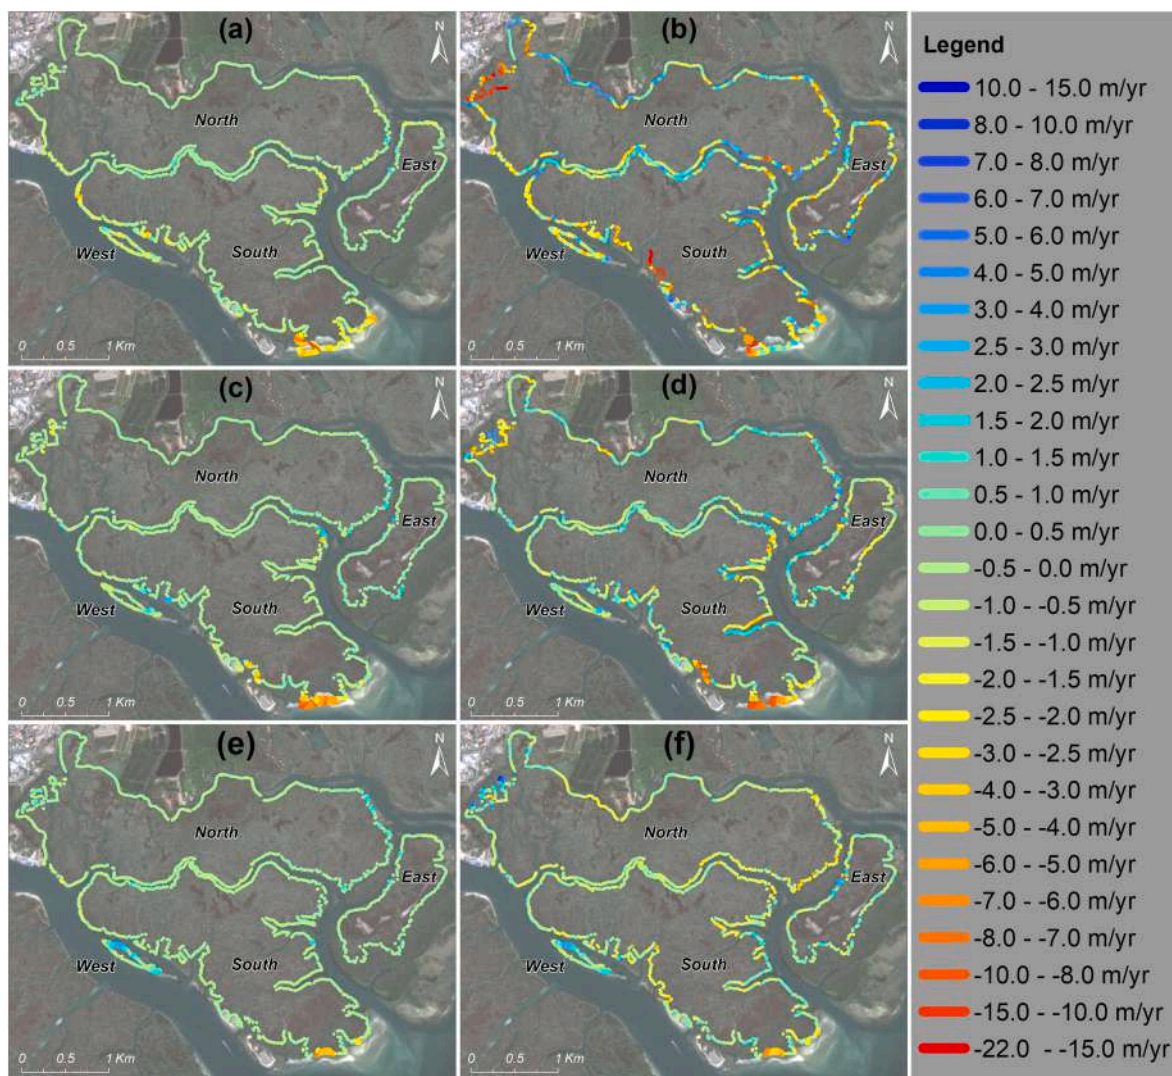 (a)
N
North
East
West
South
0 0.5 1 Km
(b)
N
North
East
West
South
0 0.5 1 Km
(c)
N
North
East
West
South
0 0.5 1 Km
(d)
N
North
East
West
South
0 0.5 1 Km
(e)
N
North
East
West
South
0 0.5 1 Km
(f)
N
North
East
West
South
0 0.5 1 Km
Legend
10.0 - 15.0 m/yr
8.0 - 10.0 m/yr
7.0 - 8.0 m/yr
6.0 - 7.0 m/yr
5.0 - 6.0 m/yr
4.0 - 5.0 m/yr
3.0 - 4.0 m/yr
2.5 - 3.0 m/yr
2.0 - 2.5 m/yr
1.5 - 2.0 m/yr
1.0 - 1.5 m/yr
0.5 - 1.0 m/yr
0.0 - 0.5 m/yr
-0.5 - 0.0 m/yr
-1.0 - -0.5 m/yr
-1.5 - -1.0 m/yr
-2.0 - -1.5 m/yr
-2.5 - -2.0 m/yr
-3.0 - -2.5 m/yr
-4.0 - -3.0 m/yr
-5.0 - -4.0 m/yr
-6.0 - -5.0 m/yr
-7.0 - -6.0 m/yr
-8.0 - -7.0 m/yr
-10.0 - -8.0 m/yr
-15.0 - -10.0 m/yr
-22.0 - -15.0 m/yr